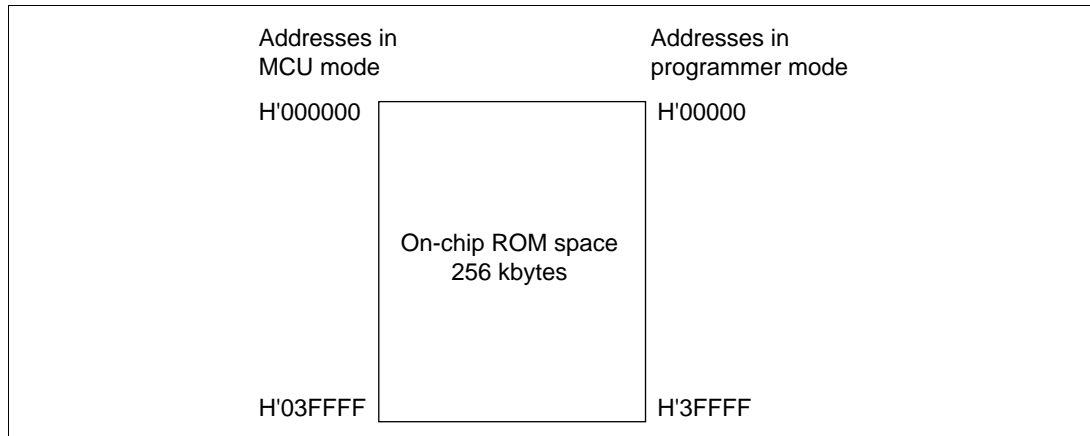 Addresses in
MCU mode
Addresses in
programmer mode
H'000000
H'00000
On-chip ROM space
256 kbytes
H'03FFFF
H'3FFFF